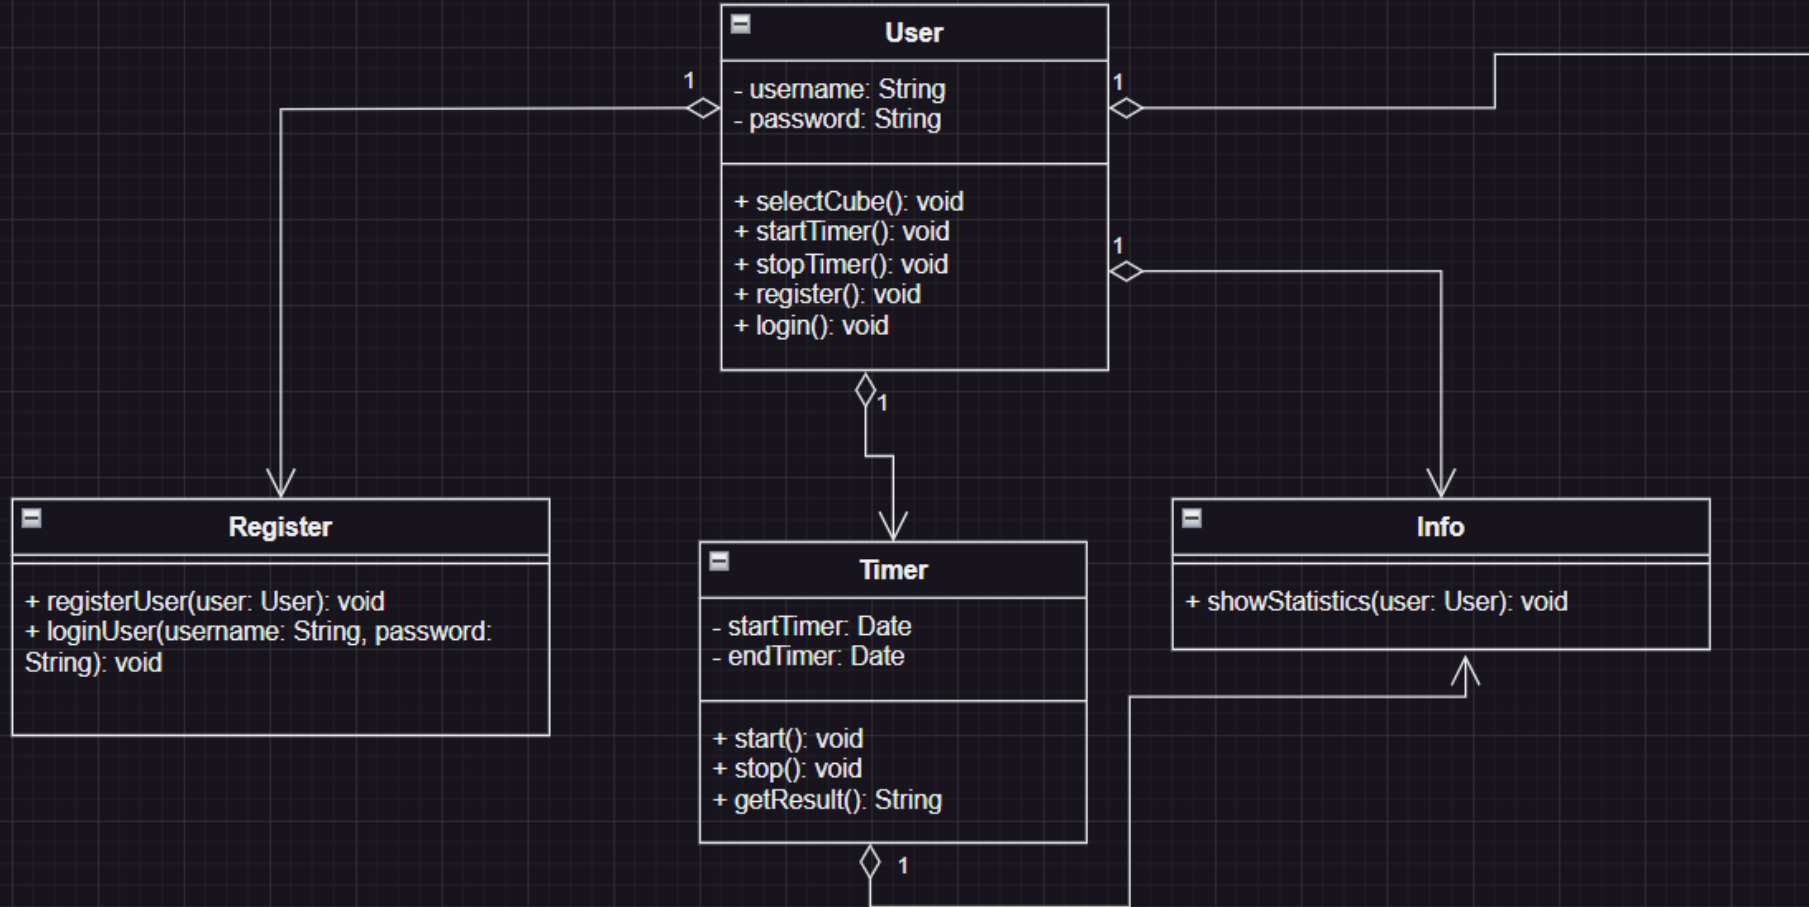 User
1
- username: String
- password: String
1
+ selectCube(): void
+ startTimer(): void
+ stopTimer(): void
+ register(): void
+ login(): void
1
1
Register
+ registerUser(user: User): void
+ loginUser(username: String, password:
String): void
Timer
- startTimer: Date
- endTimer: Date
+ start(): void
+ stop(): void
+ getResult(): String
1
Info
+ showStatistics(user: User): void